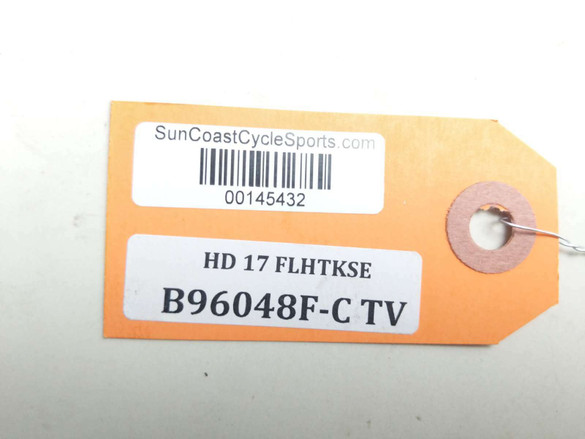 SunCoastCycleSports.com
00145432
HD 17 FLHTKSE
B96048F-C TV